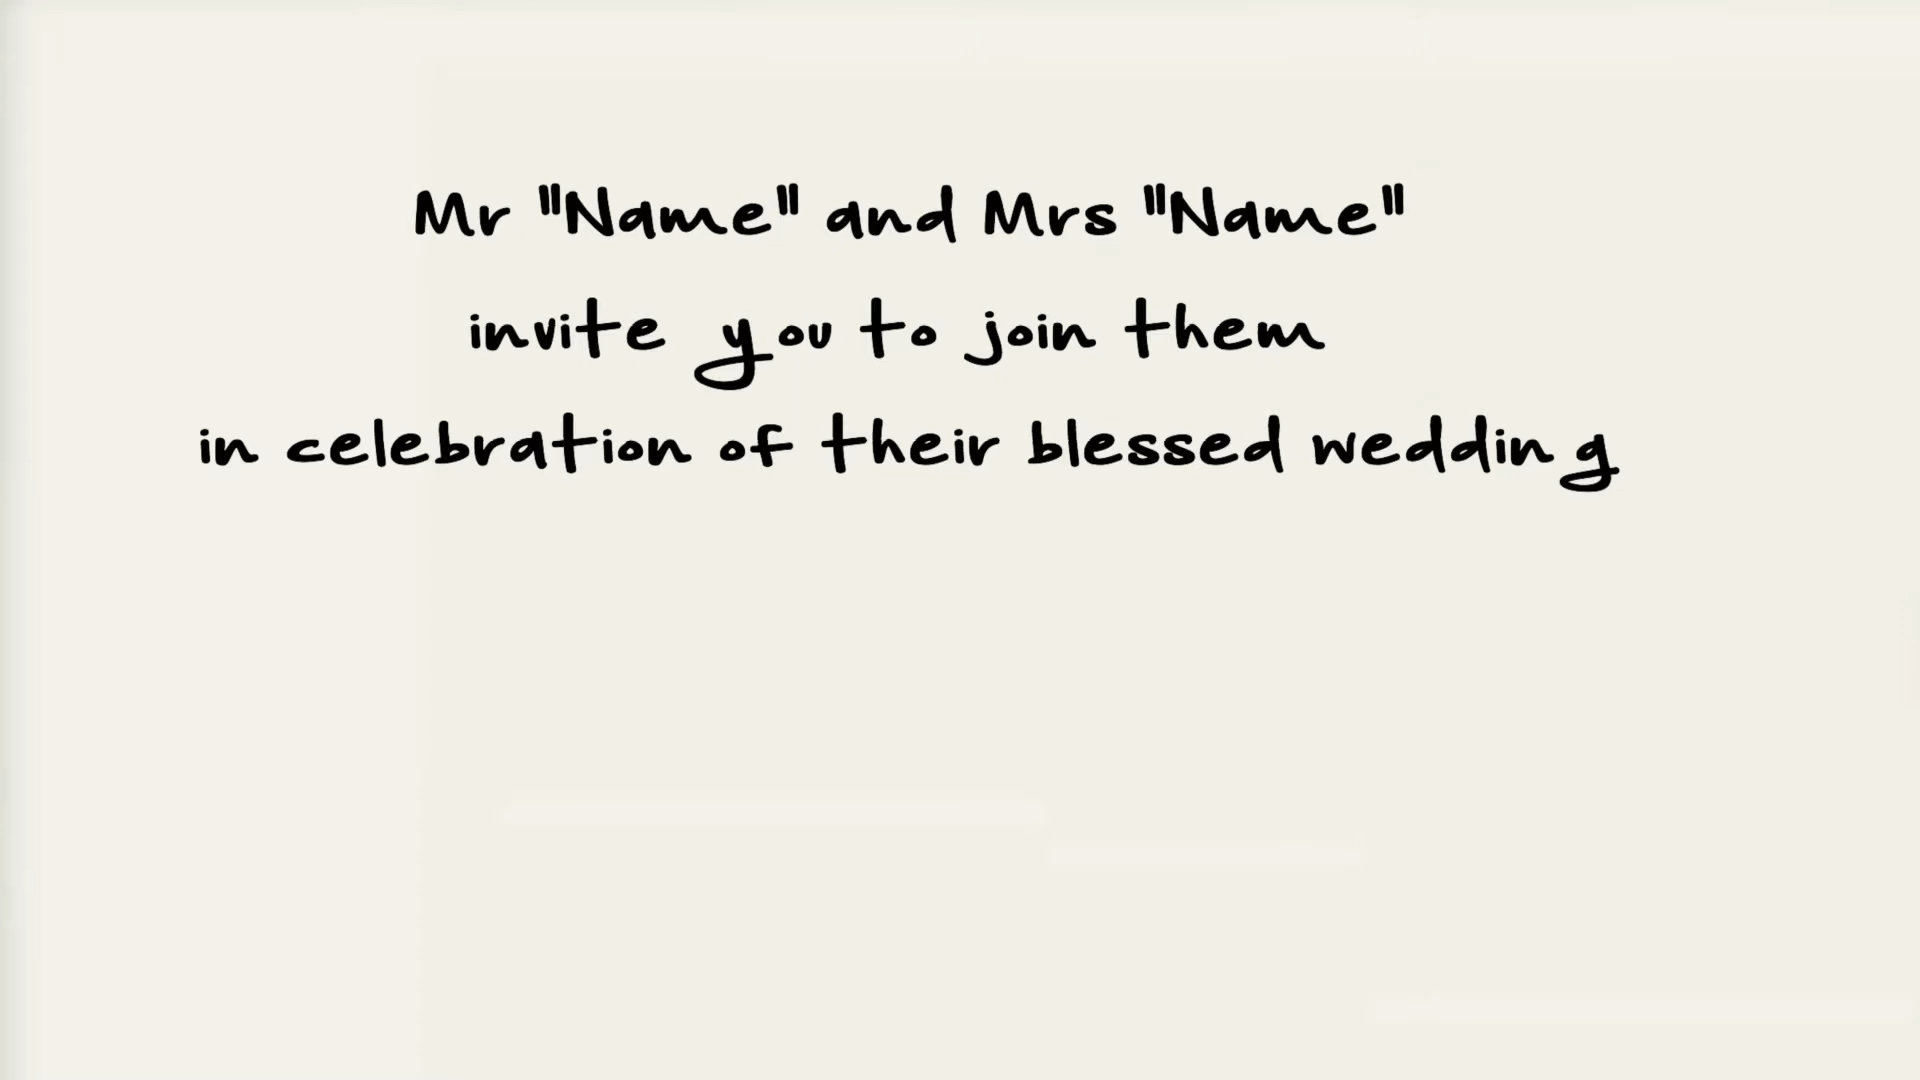 Mr "Name" and Mrs "Name"
invite you to join them
in celebration of their blessed wedding